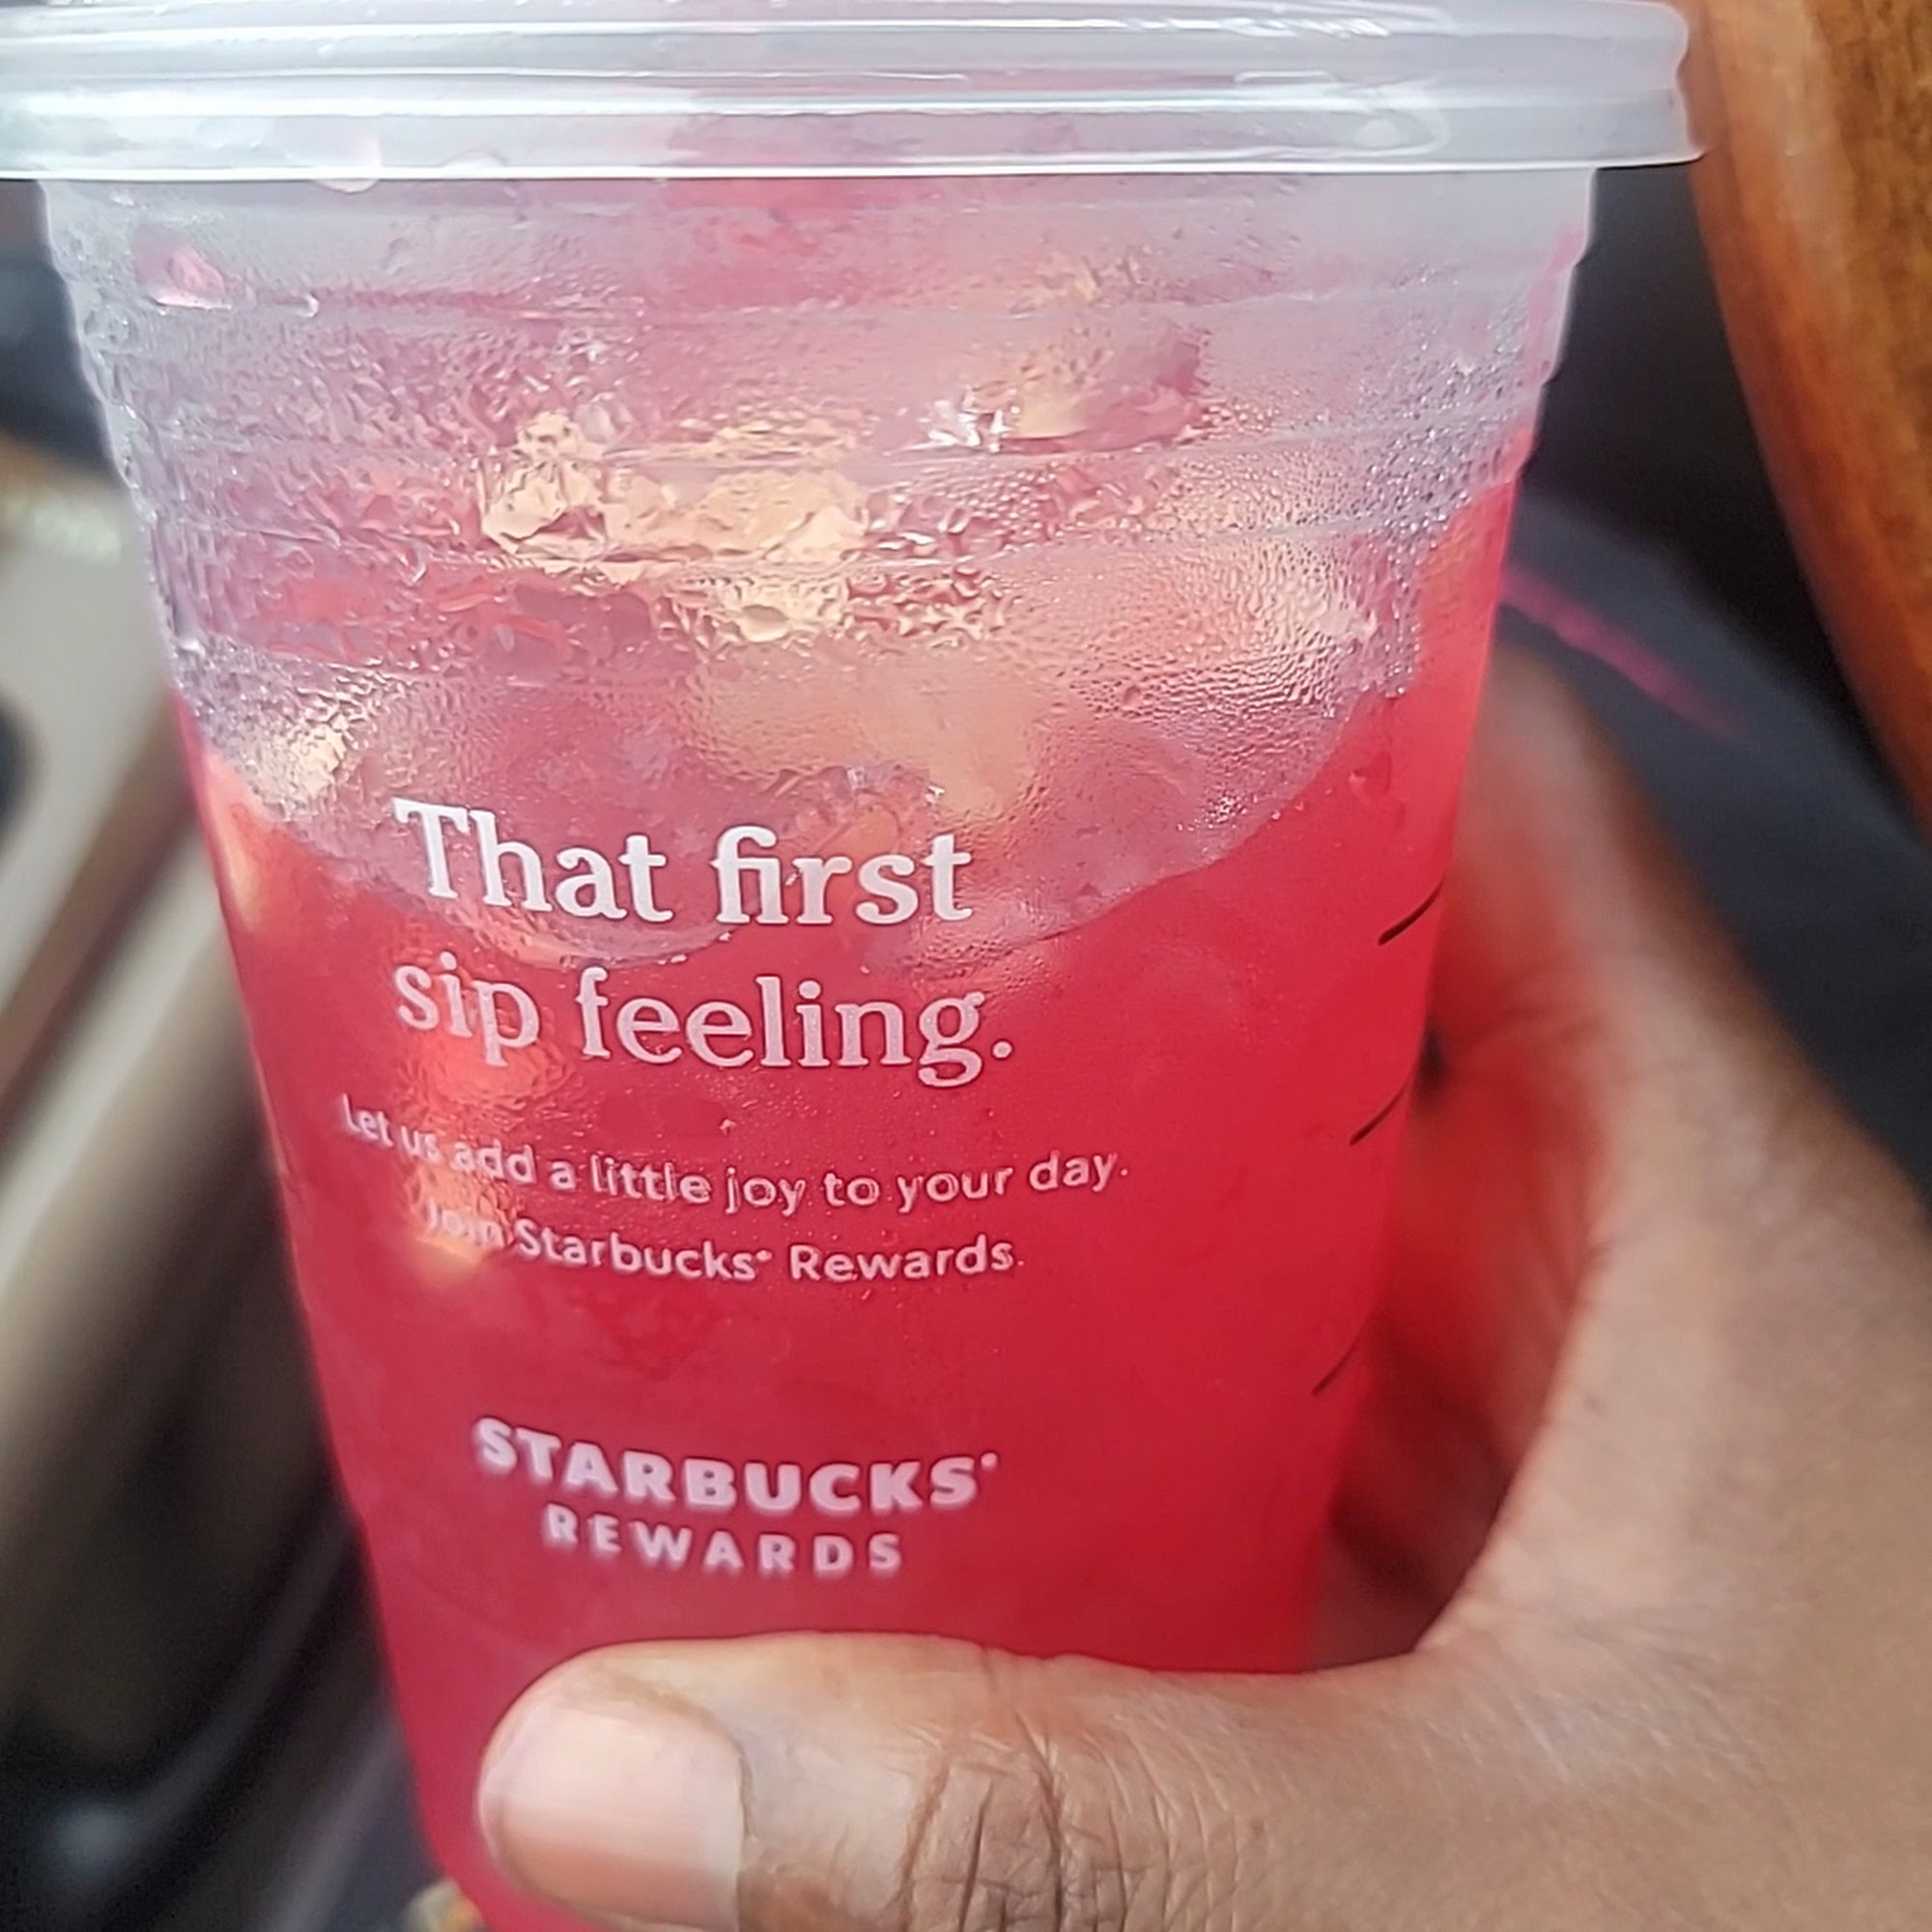 That first
sip feeling.
Let us add a little joy to your day.
Join Starbucks® Rewards.
STARBUCKS®
REWARDS